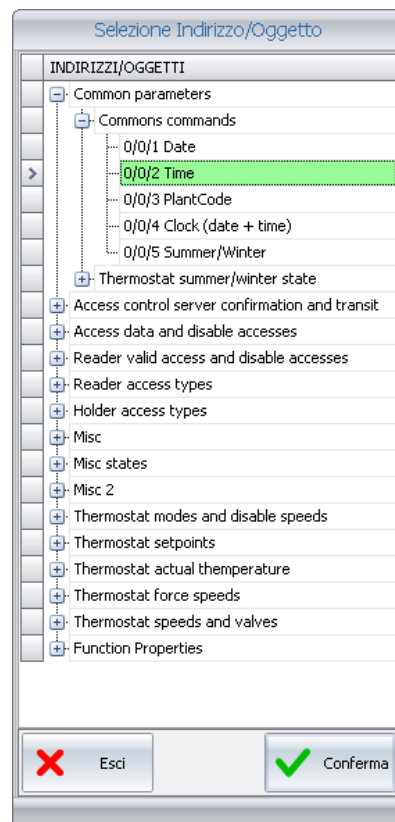 Selezione Indirizzo/Oggetto
INDIRIZZI/OGGETTI
Common parameters
Commons commands
0/0/1 Date
0/0/2 Time
0/0/3 PlantCode
0/0/4 Clock (date + time)
0/0/5 Summer/Winter
Thermostat summer/winter state
Access control server confirmation and transit
Access data and disable accesses
Reader valid access and disable accesses
Reader access types
Holder access types
Misc
Misc states
Misc 2
Thermostat modes and disable speeds
Thermostat setpoints
Thermostat actual themperature
Thermostat force speeds
Thermostat speeds and valves
Function Properties
Esci
Conferma